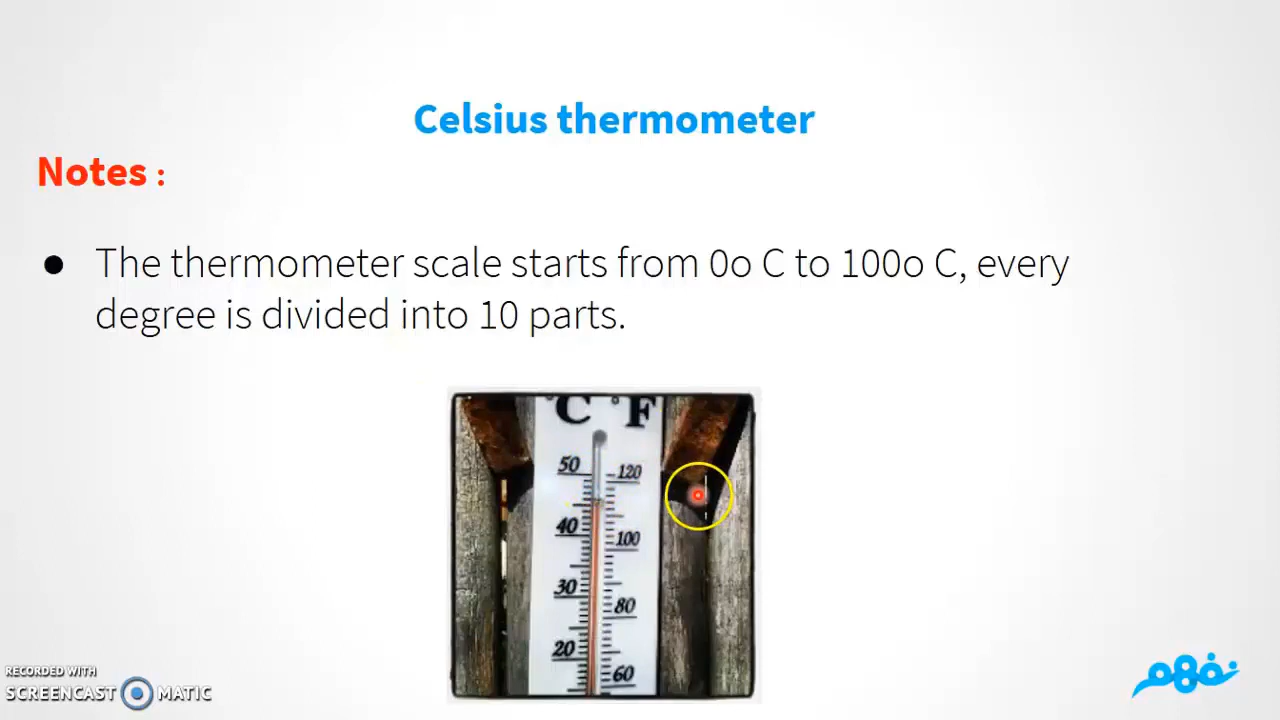 Celsius thermometer
Notes :
● The thermometer scale starts from 0o C to 100o C, every
degree is divided into 10 parts.
°C °F
50 120
40 100
30 80
20 60
RECORDED WITH
SCREENCAST MATIC
نفهم